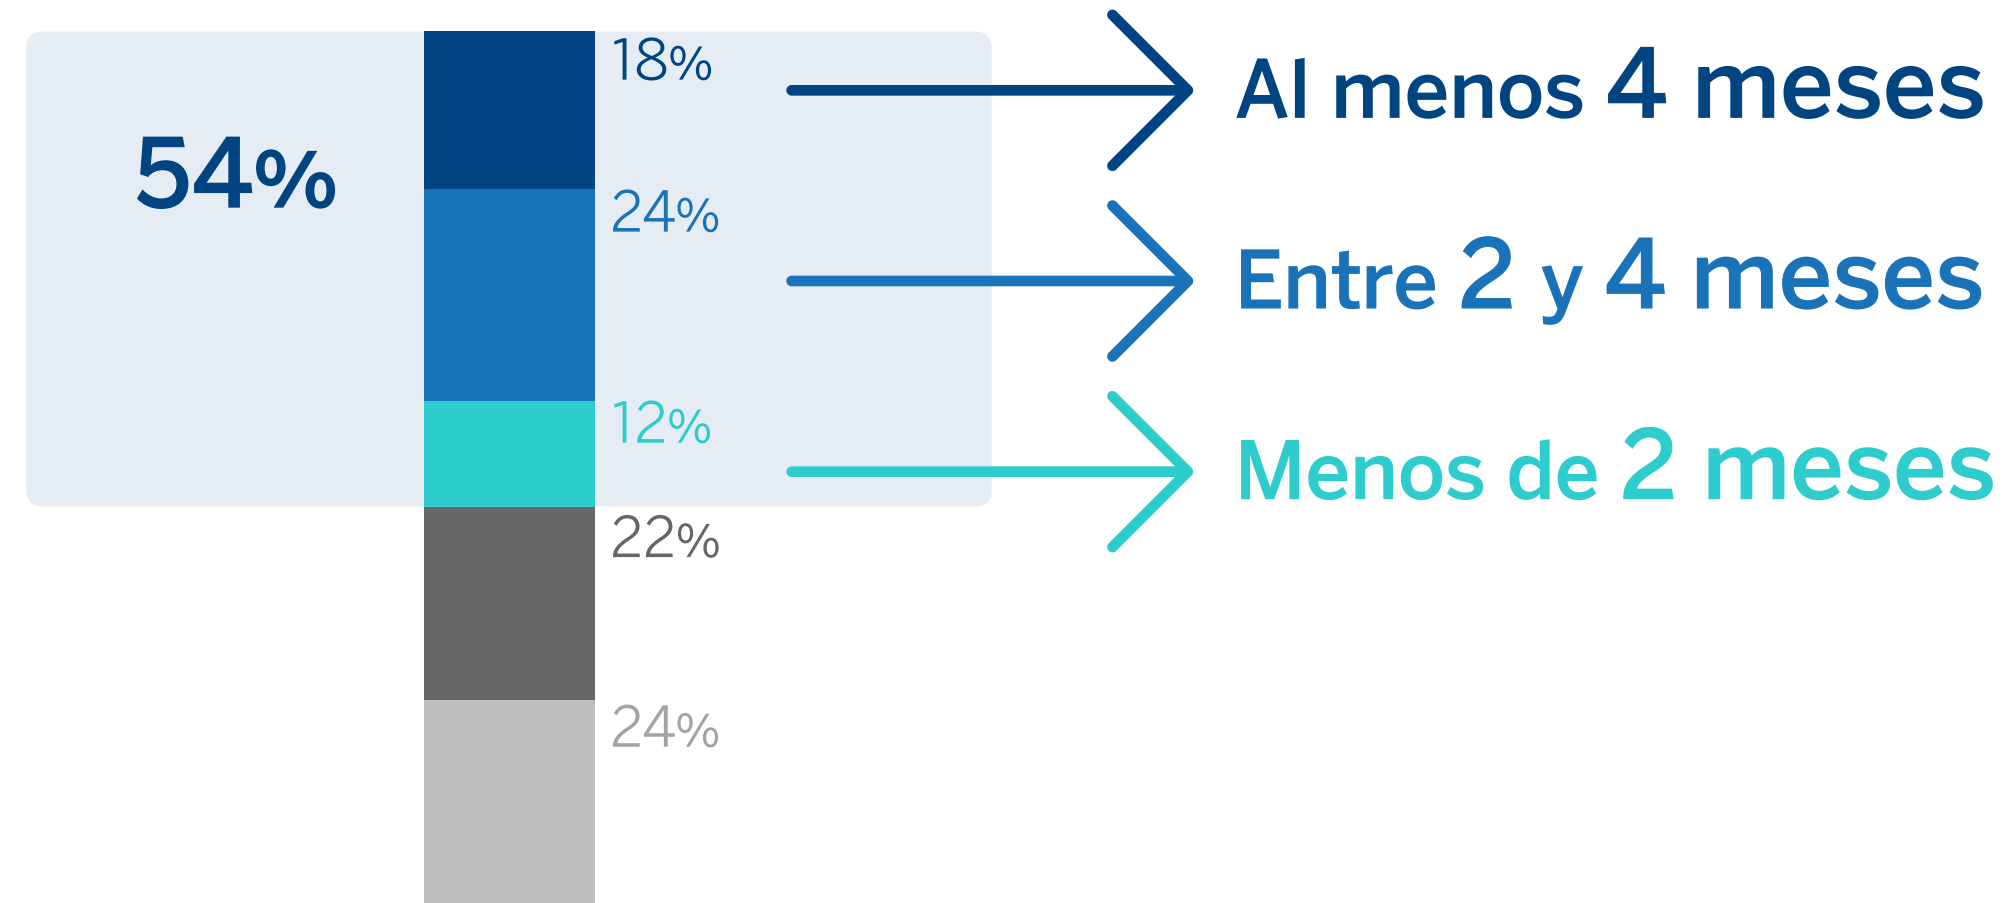 18%
Al menos 4 meses
54%
24%
Entre 2 y 4 meses
12%
Menos de 2 meses
22%
24%